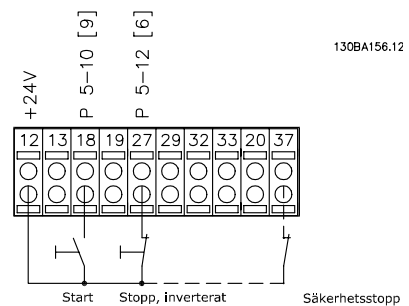 130BA156.12
+24V
P 5-10 [9]
P 5-12 [6]
12 13 18 19 27 29 32 33 20 37
Start Stopp, inverterat Säkerhetsstopp